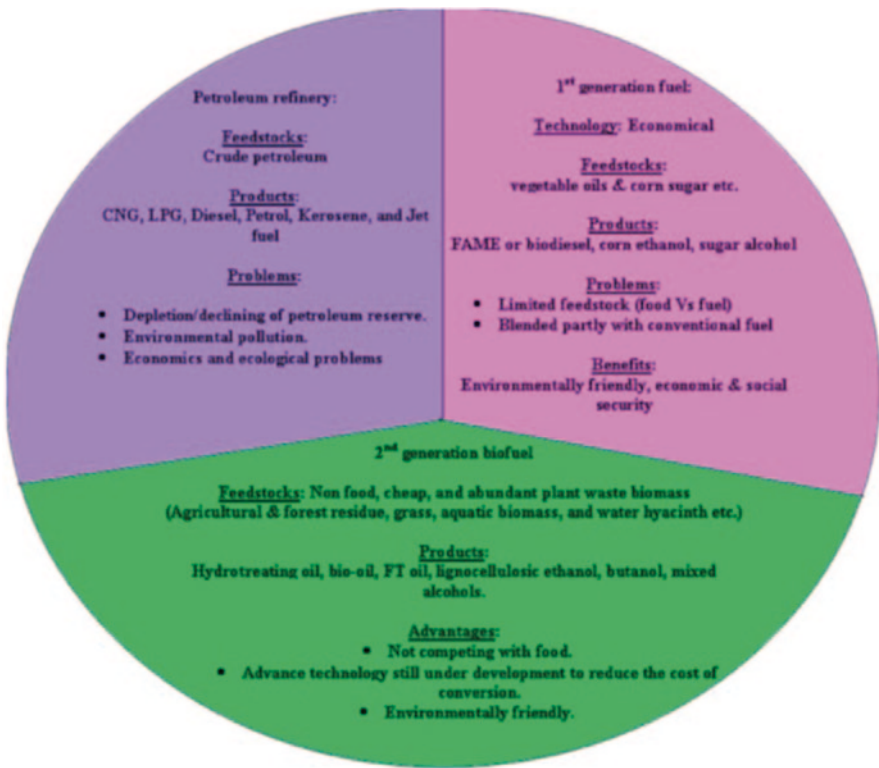 Petroleum refinery:
Feedstocks:
Crude petroleum
Products:
CNG, LPG, Diesel, Petrol, Kerosene, and Jet
fuel
Problems:
• Depletion/declining of petroleum reserve.
• Environmental pollution.
• Economics and ecological problems
1st generation fuel:
Technology: Economical
Feedstocks:
vegetable oils & corn sugar etc.
Products:
FAME or biodiesel, corn ethanol, sugar alcohol
Problems:
• Limited feedstock (food Vs fuel)
• Blended partly with conventional fuel
Benefits:
Environmentally friendly, economic & social
security
2nd generation biofuel
Feedstocks: Non food, cheap, and abundant plant waste biomass
(Agricultural & forest residue, grass, aquatic biomass, and water hyacinth etc.)
Products:
Hydrotreating oil, bio-oil, FT oil, lignocellulosic ethanol, butanol, mixed
alcohols.
Advantages:
• Not competing with food.
• Advance technology still under development to reduce the cost of
conversion.
• Environmentally friendly.